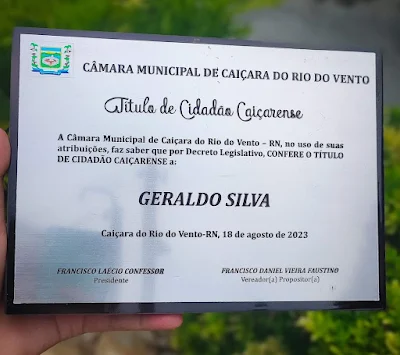 CÂMARA MUNICIPAL DE CAIÇARA DO RIO DO VENTO
Título de Cidadão Caiçarense
A Câmara Municipal de Caiçara do Rio do Vento – RN, no uso de suas
atribuições, faz saber que por Decreto Legislativo, CONFERE O TÍTULO
DE CIDADÃO CAIÇARENSE a:
GERALDO SILVA
Caiçara do Rio do Vento-RN, 18 de agosto de 2023
FRANCISCO LAÉCIO CONFESSOR
Presidente
FRANCISCO DANIEL VIEIRA FAUSTINO
Vereador(a) Propositor(a)